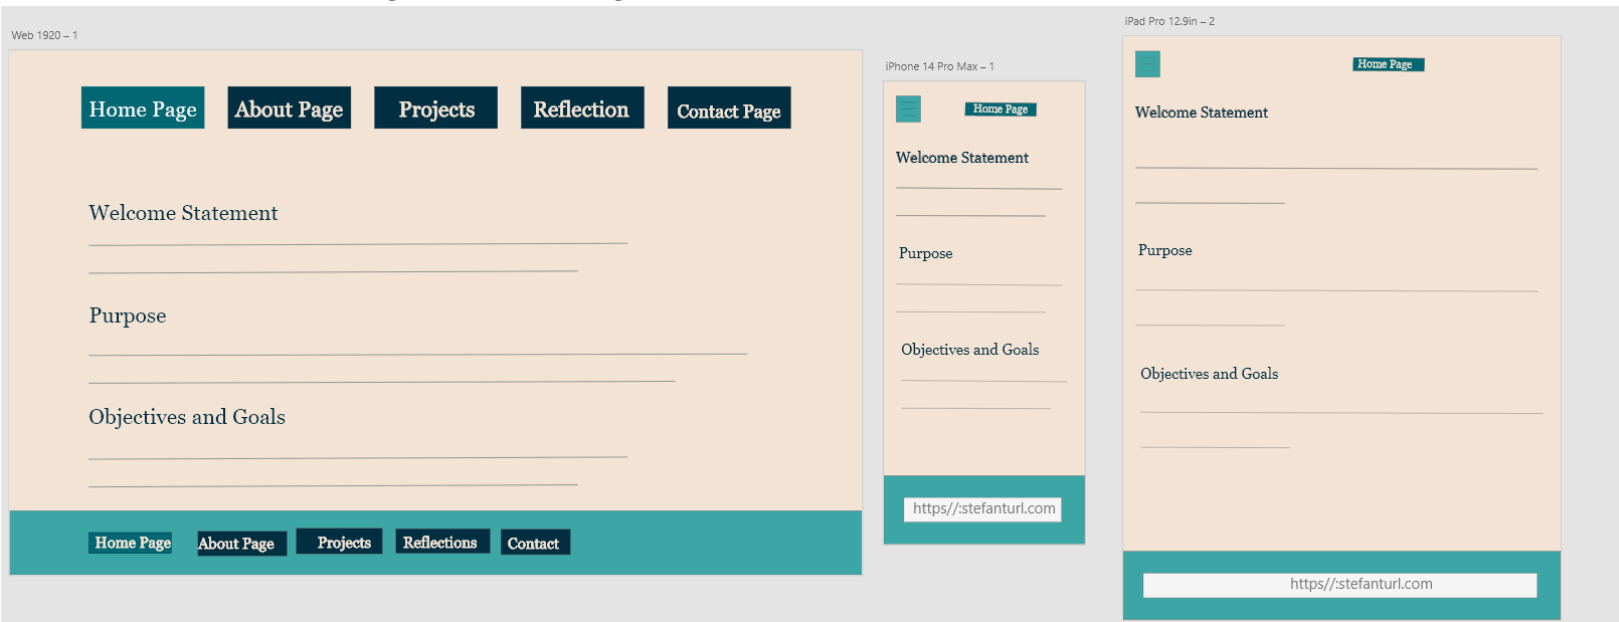 Web 1920 – 1
Home Page
About Page
Projects
Reflection
Contact Page
Welcome Statement
Purpose
Objectives and Goals
Home Page
About Page
Projects
Reflections
Contact
iPhone 14 Pro Max – 1
Home Page
Welcome Statement
Purpose
Objectives and Goals
https//:stefanturl.com
iPad Pro 12.9in – 2
Home Page
Welcome Statement
Purpose
Objectives and Goals
https//:stefanturl.com